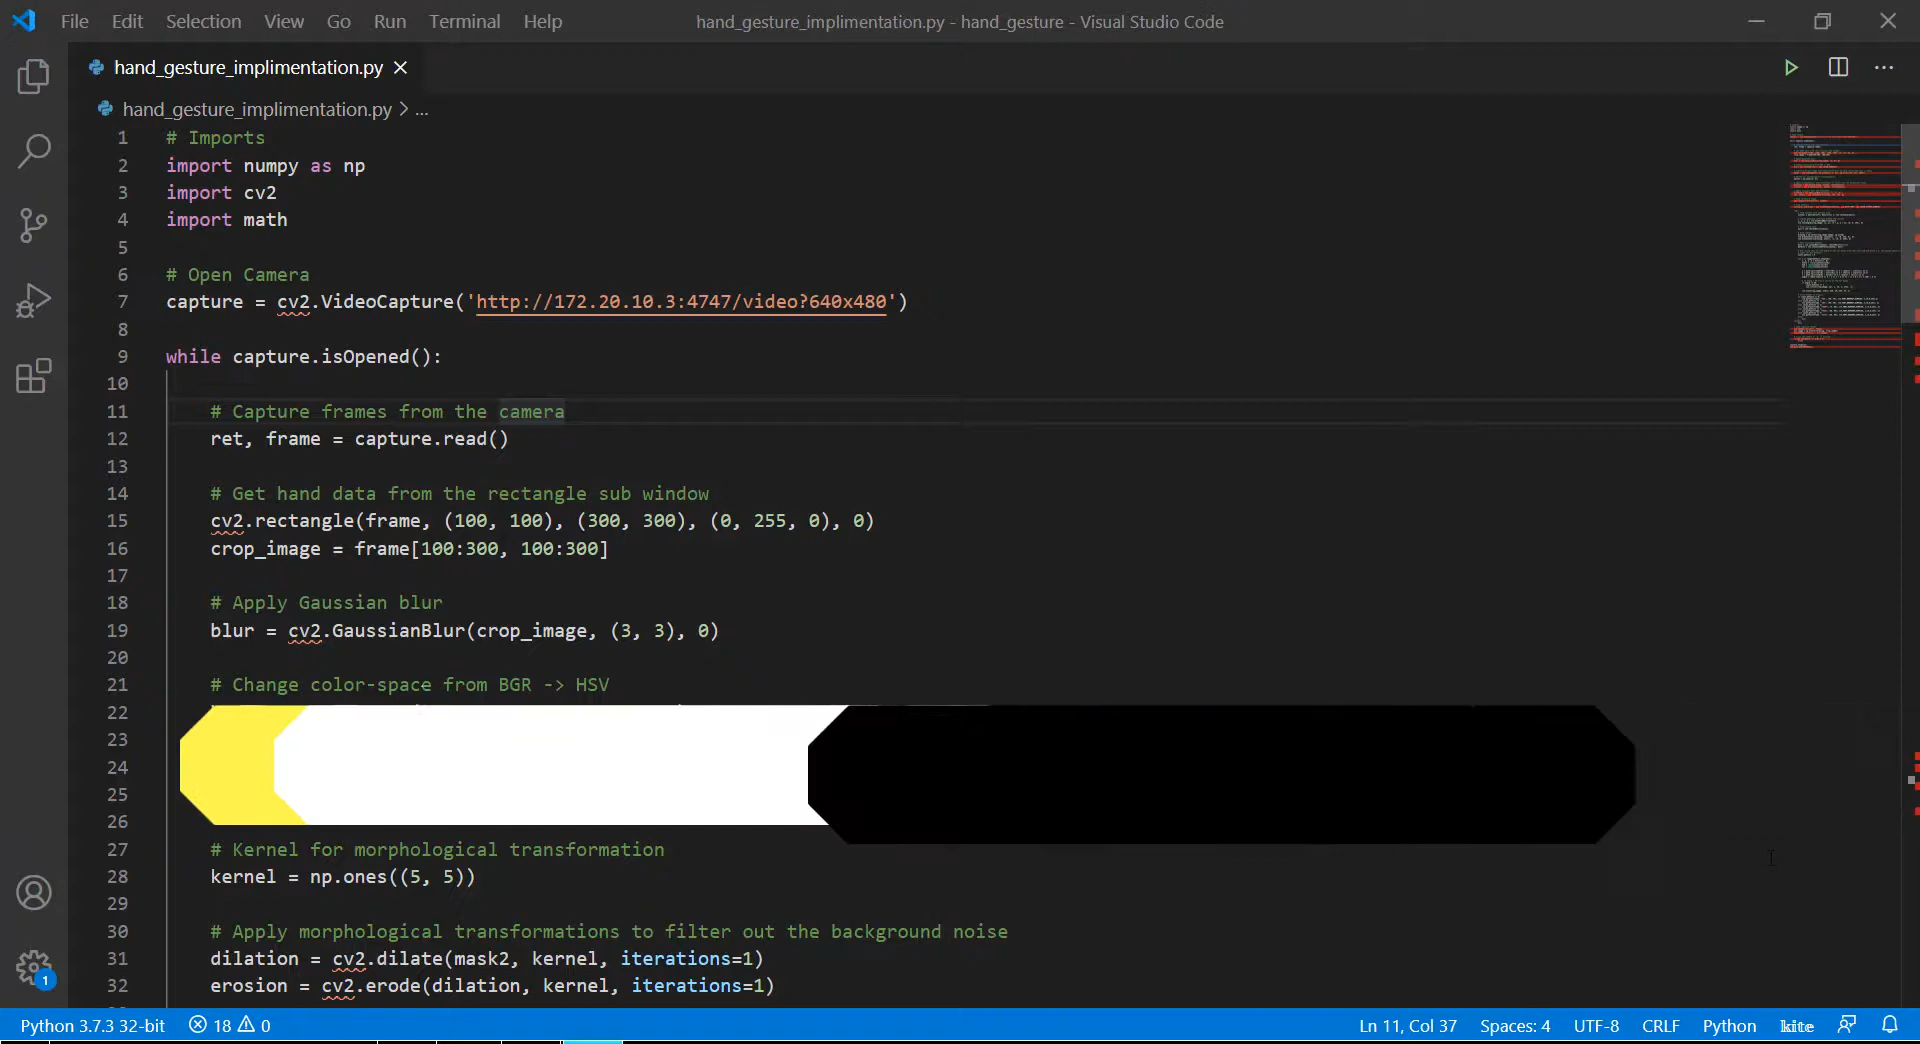 File Edit Selection View Go Run Terminal Help hand_gesture_implimentation.py - hand_gesture - Visual Studio Code
hand_gesture_implimentation.py
hand_gesture_implimentation.py > ...
1 # Imports
2 import numpy as np
3 import cv2
4 import math
5
6 # Open Camera
7 capture = cv2.VideoCapture('http://172.20.10.3:4747/video?640x480')
8
9 while capture.isOpened():
10
11 # Capture frames from the camera
12 ret, frame = capture.read()
13
14 # Get hand data from the rectangle sub window
15 cv2.rectangle(frame, (100, 100), (300, 300), (0, 255, 0), 0)
16 crop_image = frame[100:300, 100:300]
17
18 # Apply Gaussian blur
19 blur = cv2.GaussianBlur(crop_image, (3, 3), 0)
20
21 # Change color-space from BGR -> HSV
22
23
24
25
26
27 # Kernel for morphological transformation
28 kernel = np.ones((5, 5))
29
30 # Apply morphological transformations to filter out the background noise
31 dilation = cv2.dilate(mask2, kernel, iterations=1)
32 erosion = cv2.erode(dilation, kernel, iterations=1)
1
Python 3.7.3 32-bit 18 0 Ln 11, Col 37 Spaces: 4 UTF-8 CRLF Python kite